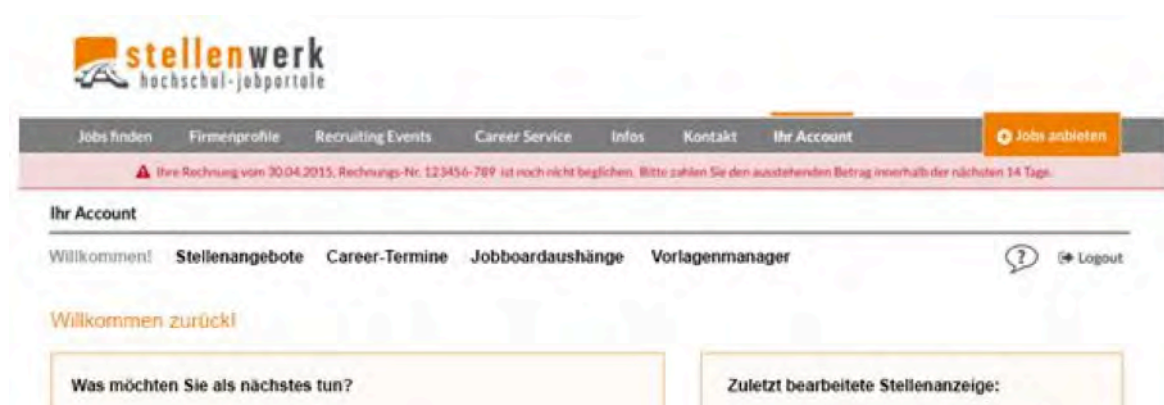 stellenwerk
hochschul-jobportale
Jobs finden Firmenprofile Recruiting Events Career Service Infos Kontakt Ihr Account Jobs anbieten
Ihre Rechnung vom 30.04.2015, Rechnungs-Nr. 123456-789 ist noch nicht beglichen. Bitte zahlen Sie den ausstehenden Betrag innerhalb der nächsten 14 Tage.
Ihr Account
Willkommen! Stellenangebote Career-Termine Jobboardaushänge Vorlagenmanager ? Logout
Willkommen zurück!
Was möchten Sie als nächstes tun? Zuletzt bearbeitete Stellenanzeige: